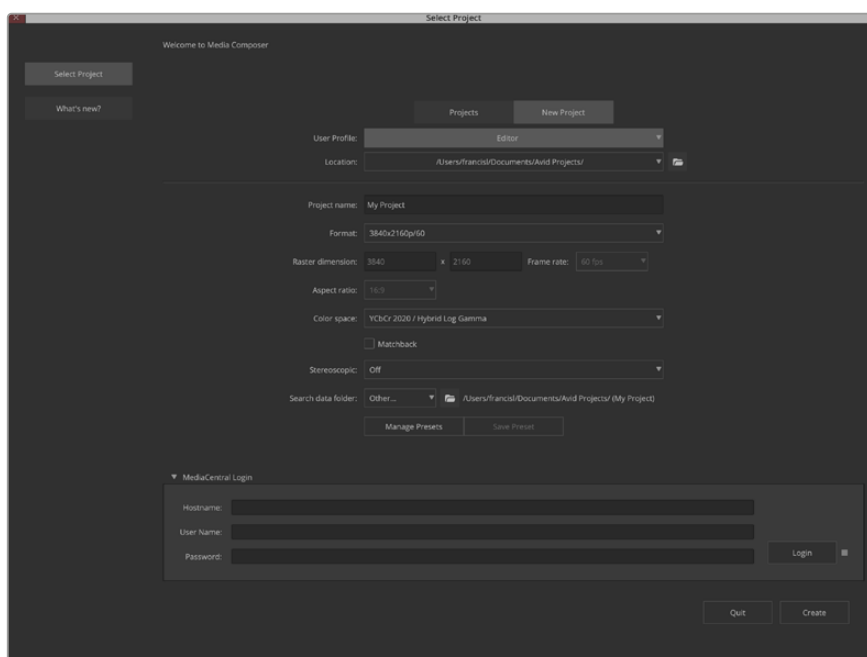 Select Project
Welcome to Media Composer
Select Project
What's new?
Projects New Project
User Profile: Editor
Location: /Users/francisl/Documents/Avid Projects/
Project name: My Project
Format: 3840x2160p/60
Raster dimension: 3840 x 2160 Frame rate: 60 fps
Aspect ratio: 16:9
Color space: YCbCr 2020 / Hybrid Log Gamma
Matchback
Stereoscopic: Off
Search data folder: Other... /Users/francisl/Documents/Avid Projects/ (My Project)
Manage Presets Save Preset
MediaCentral Login
Hostname:
User Name:
Password:
Login
Quit Create